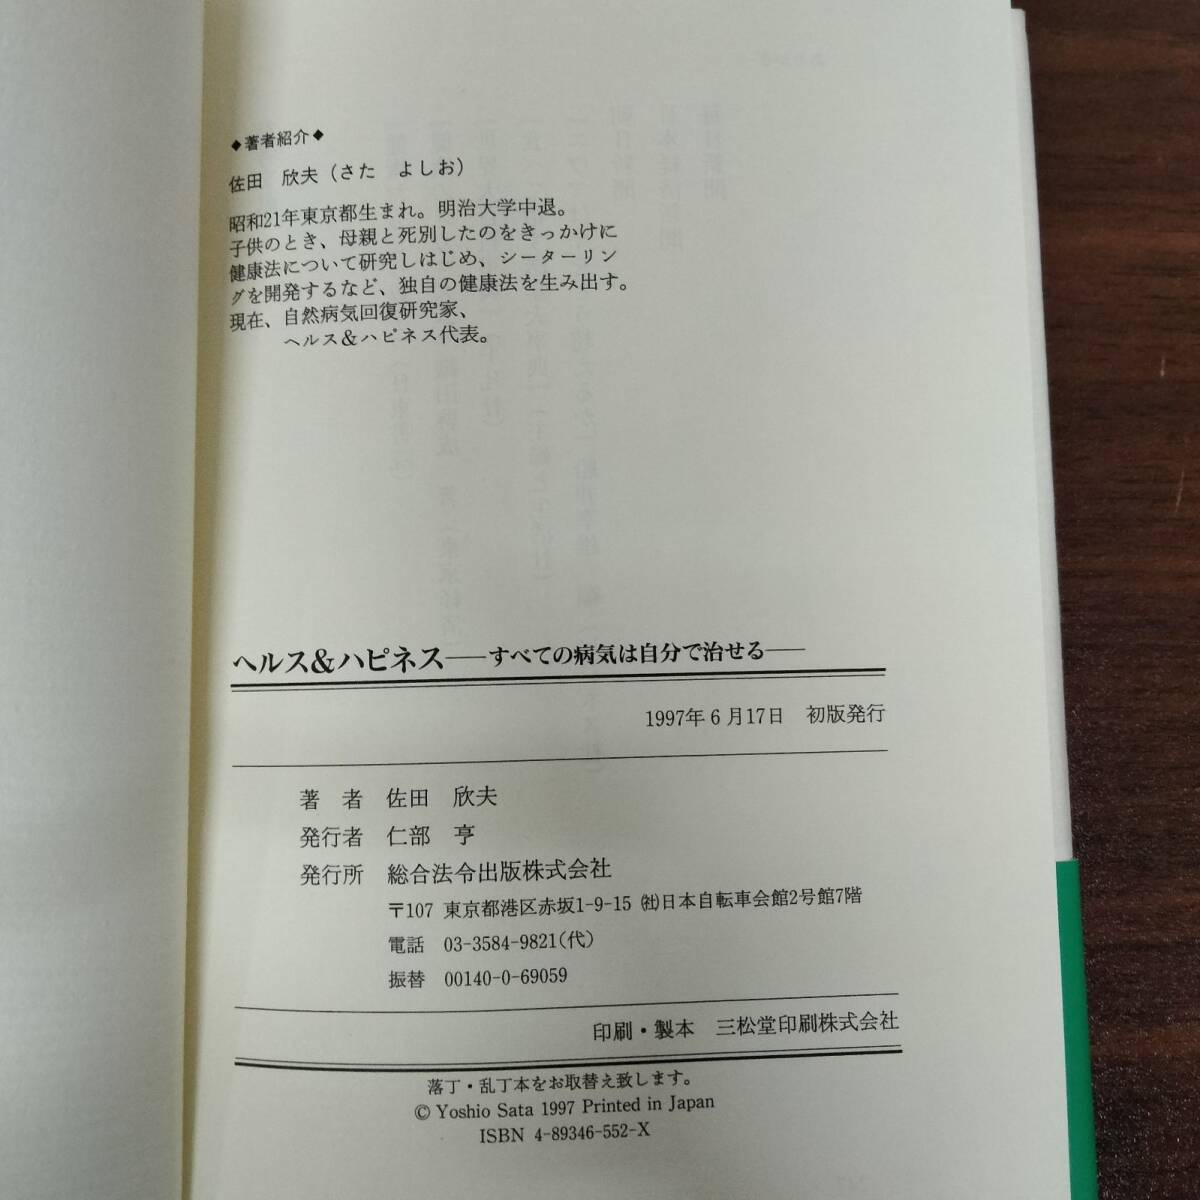 ◆著者紹介◆
佐田　欣夫（さた　よしお）
昭和21年東京都生まれ。明治大学中退。
子供のとき、母親と死別したのをきっかけに
健康法について研究しはじめ、シーターリン
グを開発するなど、独自の健康法を生み出す。
現在、自然病気回復研究家、
ヘルス＆ハピネス代表。
ヘルス＆ハピネス――すべての病気は自分で治せる――
1997年6月17日　初版発行
著　者　佐田　欣夫
発行者　仁部　亨
発行所　総合法令出版株式会社
〒107 東京都港区赤坂1-9-15 ㈳日本自転車会館2号館7階
電話　03-3584-9821（代）
振替　00140-0-69059
印刷・製本　三松堂印刷株式会社
落丁・乱丁本をお取替え致します。
© Yoshio Sata 1997 Printed in Japan
ISBN 4-89346-552-X